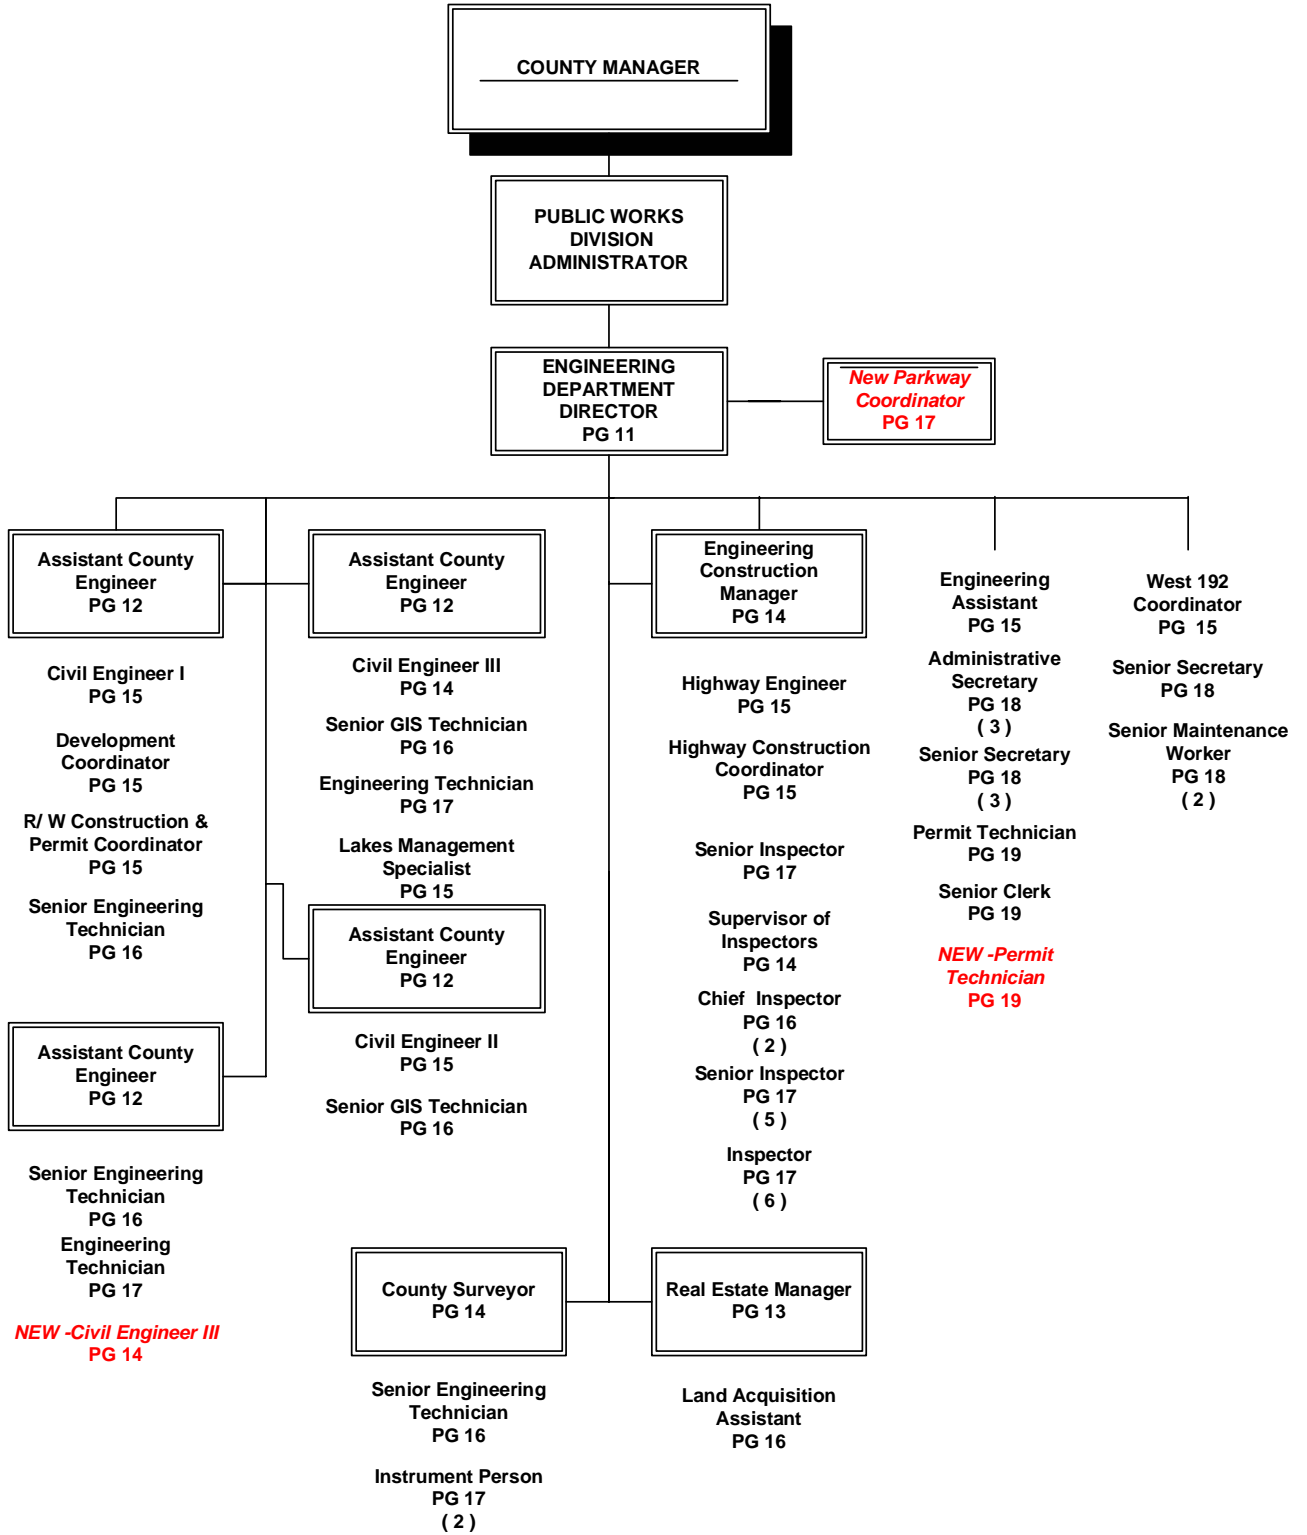 COUNTY MANAGER
PUBLIC WORKS
DIVISION
ADMINISTRATOR
ENGINEERING
DEPARTMENT
DIRECTOR
PG 11
New Parkway
Coordinator
PG 17
Assistant County
Engineer
PG 12
Civil Engineer I
PG 15
Development
Coordinator
PG 15
R/ W Construction &
Permit Coordinator
PG 15
Senior Engineering
Technician
PG 16
Assistant County
Engineer
PG 12
Senior Engineering
Technician
PG 16
Engineering
Technician
PG 17
NEW -Civil Engineer III
PG 14
Assistant County
Engineer
PG 12
Civil Engineer III
PG 14
Senior GIS Technician
PG 16
Engineering Technician
PG 17
Lakes Management
Specialist
PG 15
Assistant County
Engineer
PG 12
Civil Engineer II
PG 15
Senior GIS Technician
PG 16
County Surveyor
PG 14
Senior Engineering
Technician
PG 16
Instrument Person
PG 17
( 2 )
Engineering
Construction
Manager
PG 14
Highway Engineer
PG 15
Highway Construction
Coordinator
PG 15
Senior Inspector
PG 17
Supervisor of
Inspectors
PG 14
Chief  Inspector
PG 16
( 2 )
Senior Inspector
PG 17
( 5 )
Inspector
PG 17
( 6 )
Real Estate Manager
PG 13
Land Acquisition
Assistant
PG 16
Engineering
Assistant
PG 15
Administrative
Secretary
PG 18
( 3 )
Senior Secretary
PG 18
( 3 )
Permit Technician
PG 19
Senior Clerk
PG 19
NEW -Permit
Technician
PG 19
West 192
Coordinator
PG  15
Senior Secretary
PG 18
Senior Maintenance
Worker
PG 18
( 2 )